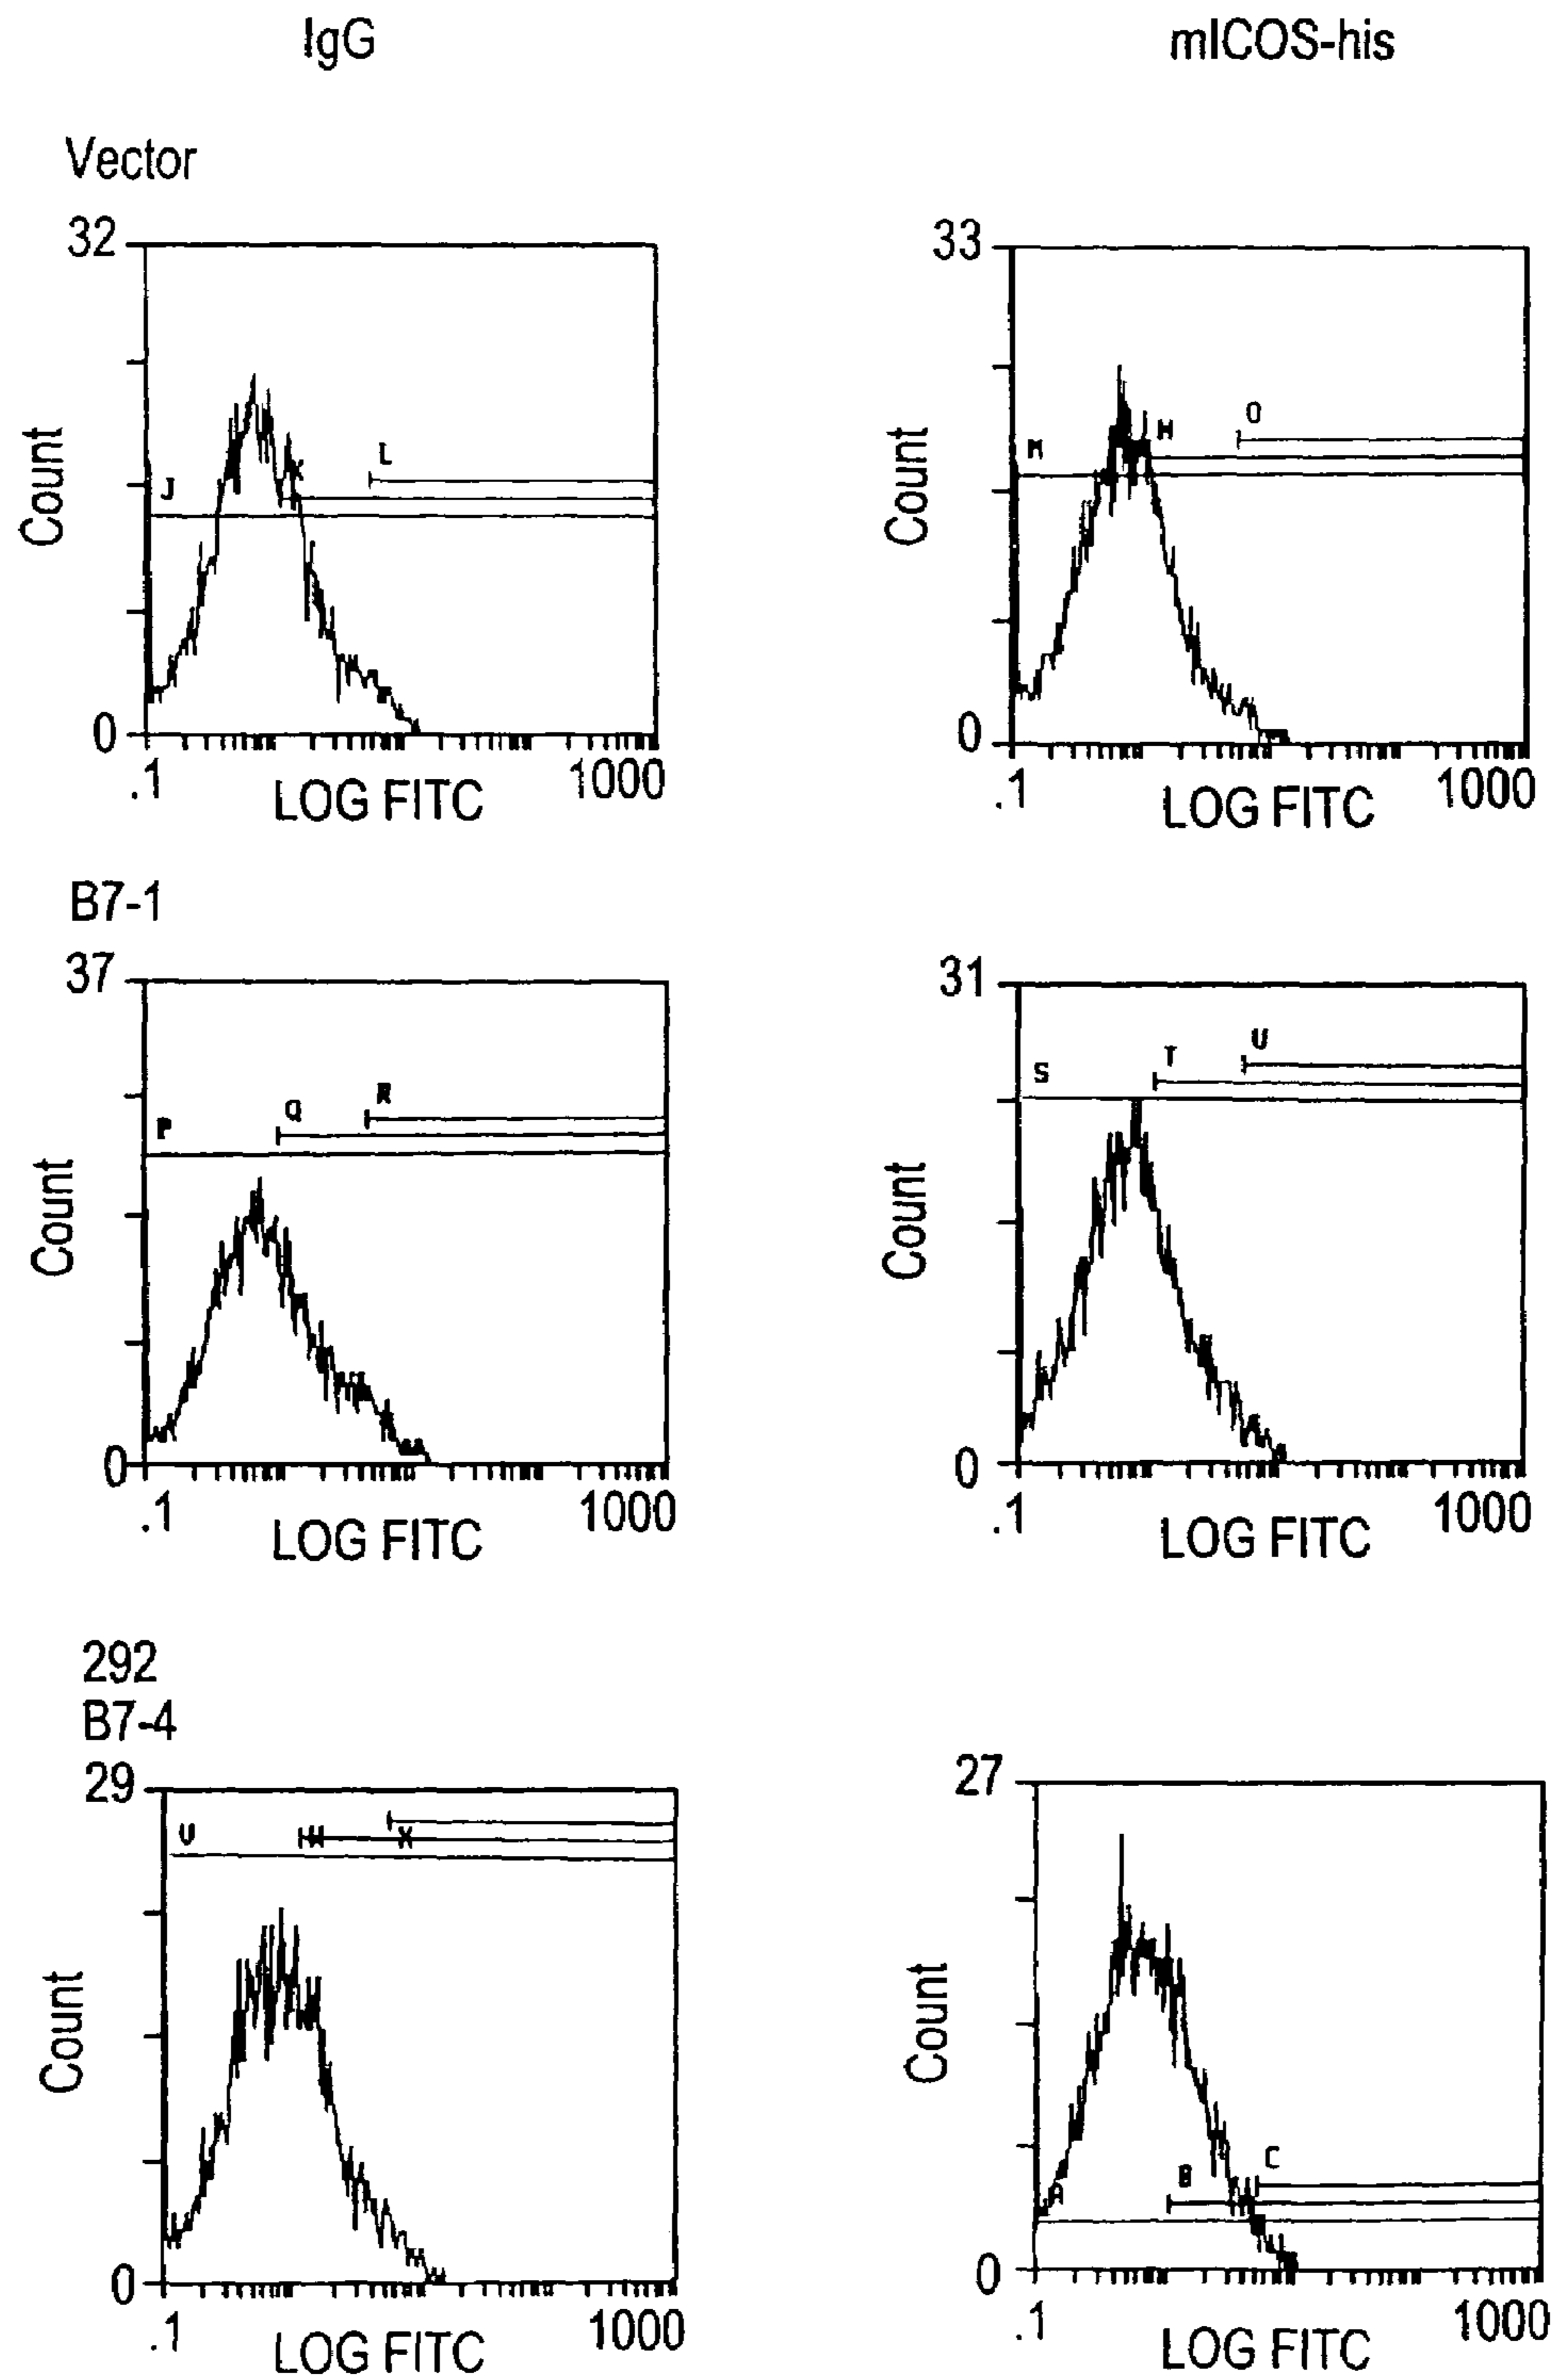 IgG
mICOS-his
Vector
32
33
L
K
J
O
N
M
Count
Count
0
0
.1
1000
.1
1000
LOG FITC
LOG FITC
B7-1
37
31
R
Q
P
U
T
S
Count
Count
0
0
.1
1000
.1
1000
LOG FITC
LOG FITC
292
B7-4
29
27
V
W
X
C
B
A
Count
Count
0
0
.1
1000
.1
1000
LOG FITC
LOG FITC